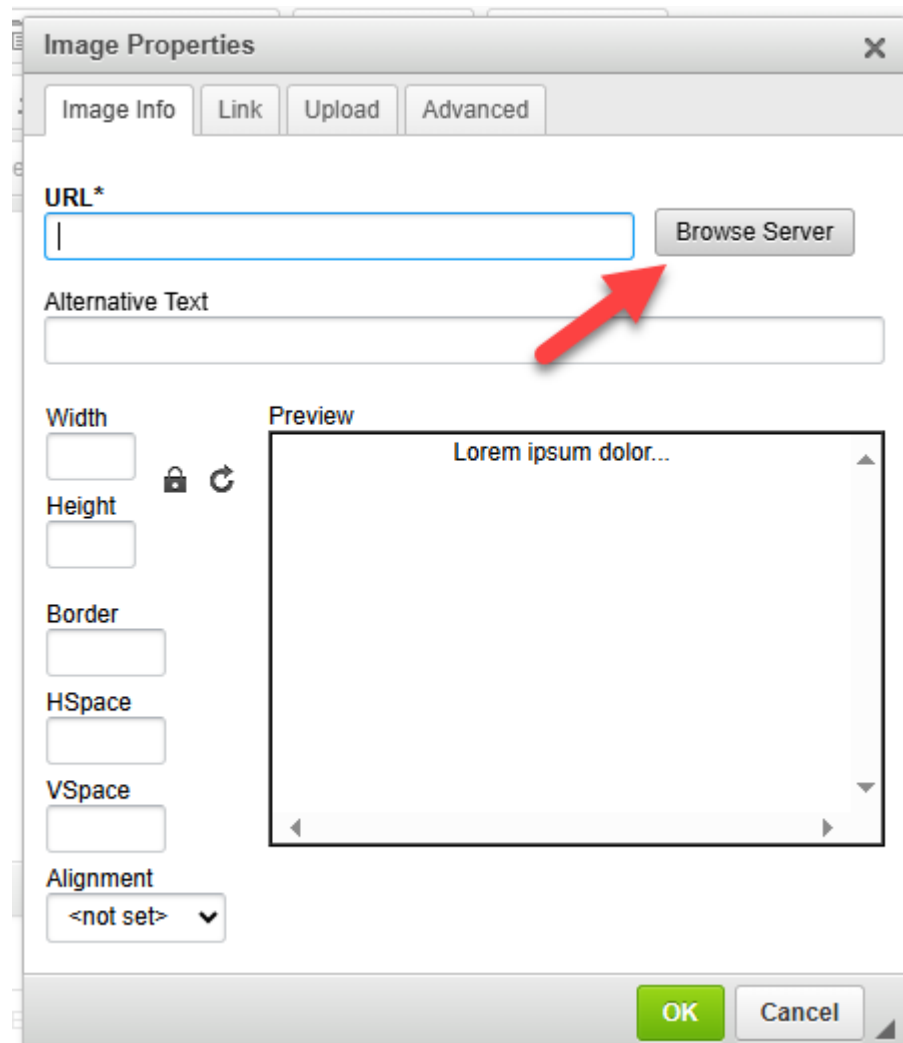 Image Properties
Image Info Link Upload Advanced
URL*
Browse Server
Alternative Text
Width
Preview
Lorem ipsum dolor...
Height
Border
HSpace
VSpace
Alignment
<not set>
OK Cancel